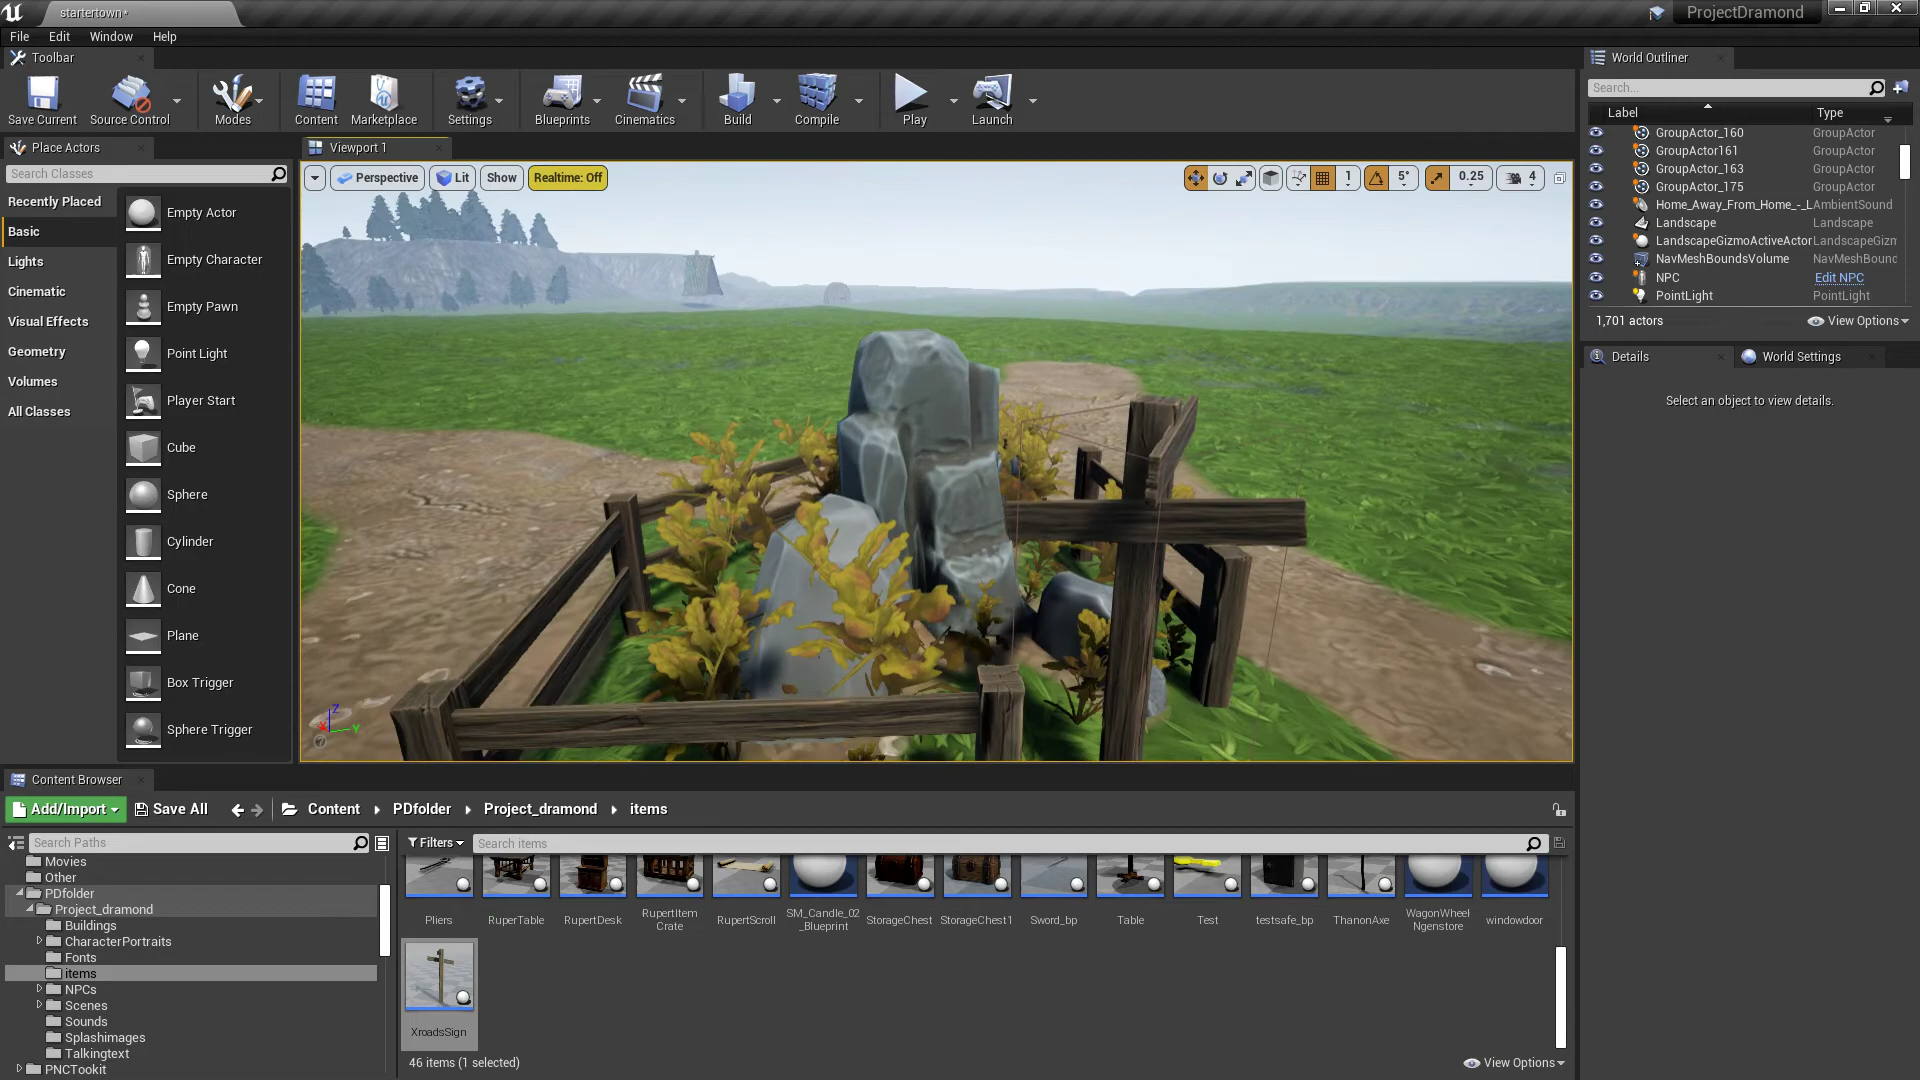 startertown*
ProjectDramond
File Edit Window Help
Toolbar
Save Current
Source Control
Modes
Content
Marketplace
Settings
Blueprints
Cinematics
Build
Compile
Play
Launch
Place Actors
Search Classes
Recently Placed
Basic
Lights
Cinematic
Visual Effects
Geometry
Volumes
All Classes
Empty Actor
Empty Character
Empty Pawn
Point Light
Player Start
Cube
Sphere
Cylinder
Cone
Plane
Box Trigger
Sphere Trigger
Viewport 1
Perspective Lit Show Realtime: Off
1 5° 0.25 4
Z
X Y
World Outliner
Search...
Label Type
GroupActor_160 GroupActor
GroupActor161 GroupActor
GroupActor_163 GroupActor
GroupActor_175 GroupActor
Home_Away_From_Home_-_L AmbientSound
Landscape Landscape
LandscapeGizmoActiveActor LandscapeGizm
NavMeshBoundsVolume NavMeshBound
NPC Edit NPC
PointLight PointLight
1,701 actors View Options
Details World Settings
Select an object to view details.
Content Browser
Add/Import Save All Content PDfolder Project_dramond items
Search Paths
Filters Search items
Movies
Other
PDfolder
Project_dramond
Buildings
CharacterPortraits
Fonts
items
NPCs
Scenes
Sounds
Splashimages
Talkingtext
PNCTookit
Pliers
RuperTable
RupertDesk
RupertItem
Crate
RupertScroll
SM_Candle_02
_Blueprint
StorageChest
StorageChest1
Sword_bp
Table
Test
testsafe_bp
ThanonAxe
WagonWheel
Ngenstore
windowdoor
XroadsSign
46 items (1 selected) View Options